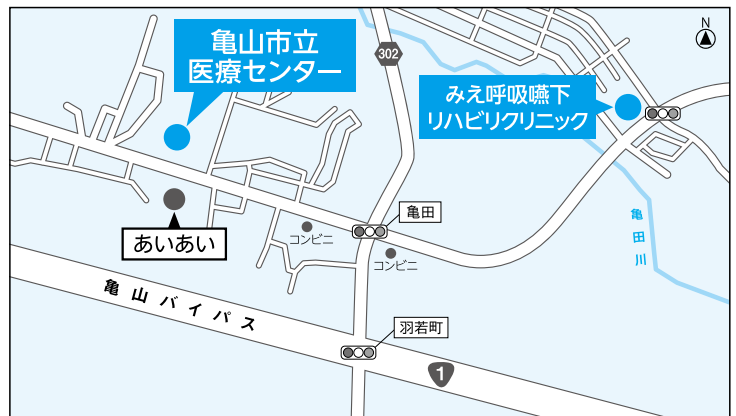 N
亀山市立
医療センター
302
みえ呼吸嚥下
リハビリクリニック
亀田
亀田川
あいあい
コンビニ
コンビニ
亀山バイパス
羽若町
1